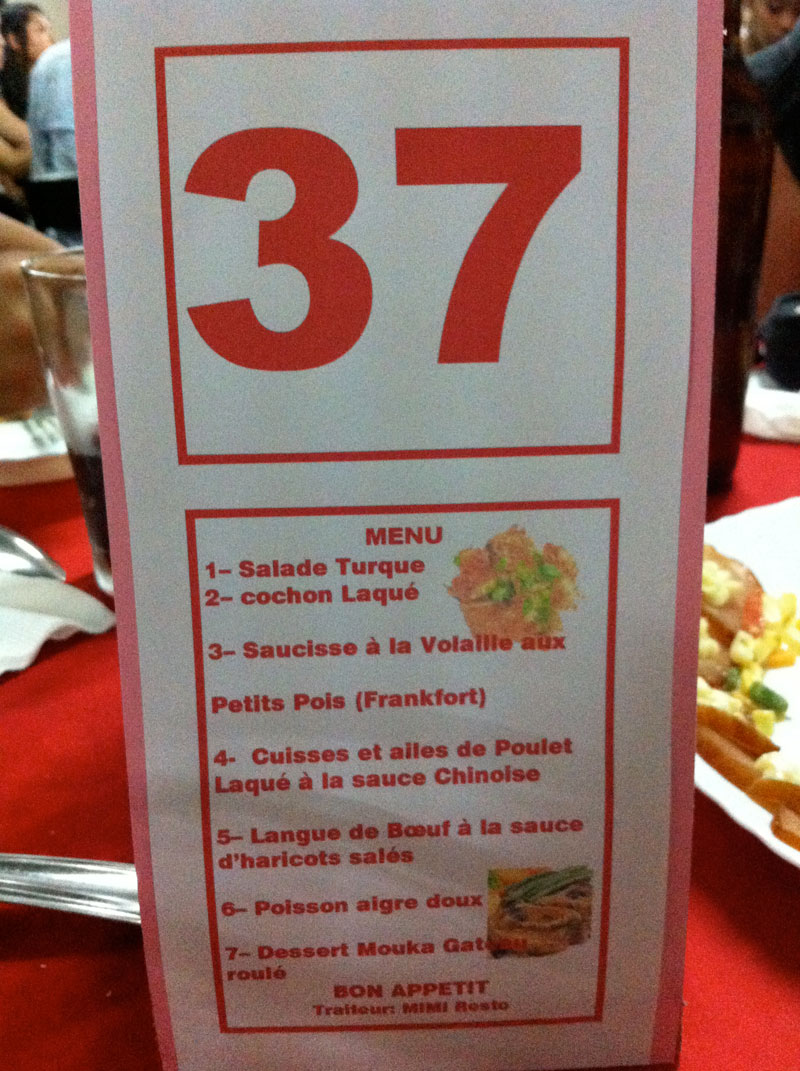 37
MENU
1– Salade Turque
2– cochon Laqué
3– Saucisse à la Volaille aux
Petits Pois (Frankfort)
4- Cuisses et ailes de Poulet
Laqué à la sauce Chinoise
5– Langue de Bœuf à la sauce
d'haricots salés
6– Poisson aigre doux
7– Dessert Mouka Gateau
roulé
BON APPETIT
Traiteur: MIMI Resto